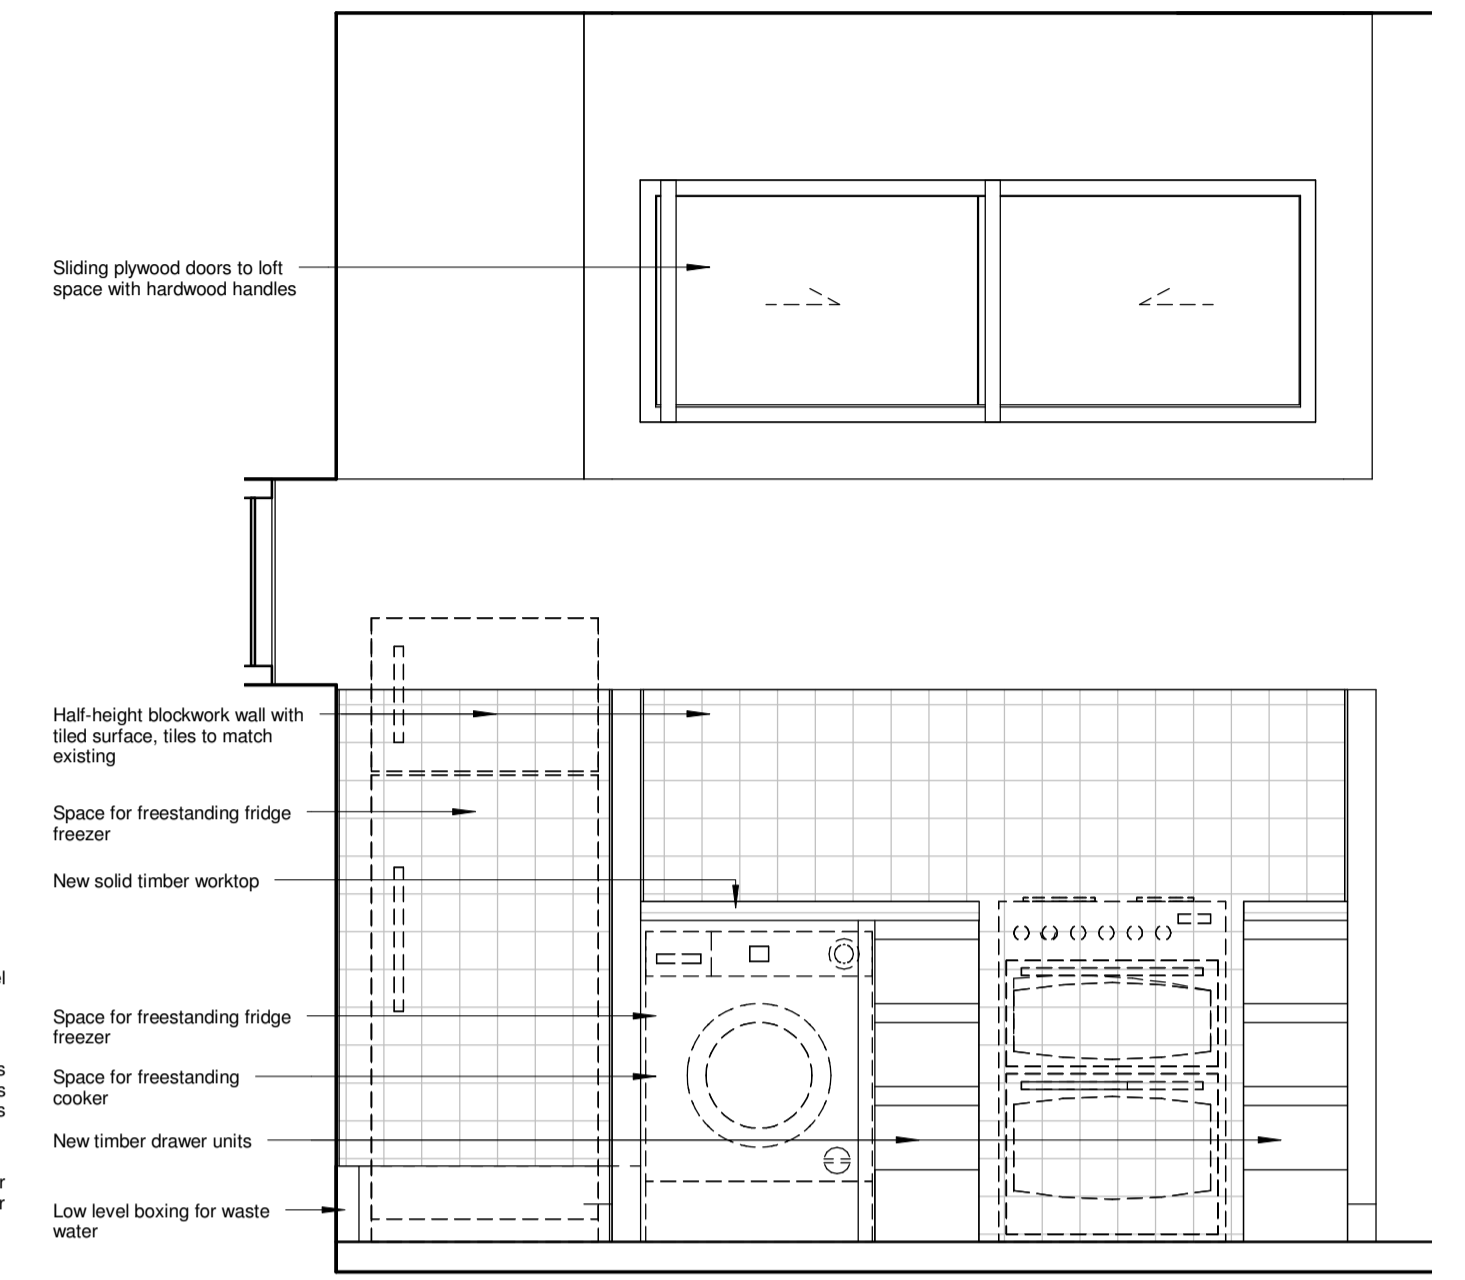 Sliding plywood doors to loft
space with hardwood handles
Half-height blockwork wall with
tiled surface, tiles to match
existing
Space for freestanding fridge
freezer
New solid timber worktop
Space for freestanding fridge
freezer
Space for freestanding
cooker
New timber drawer units
Low level boxing for waste
water